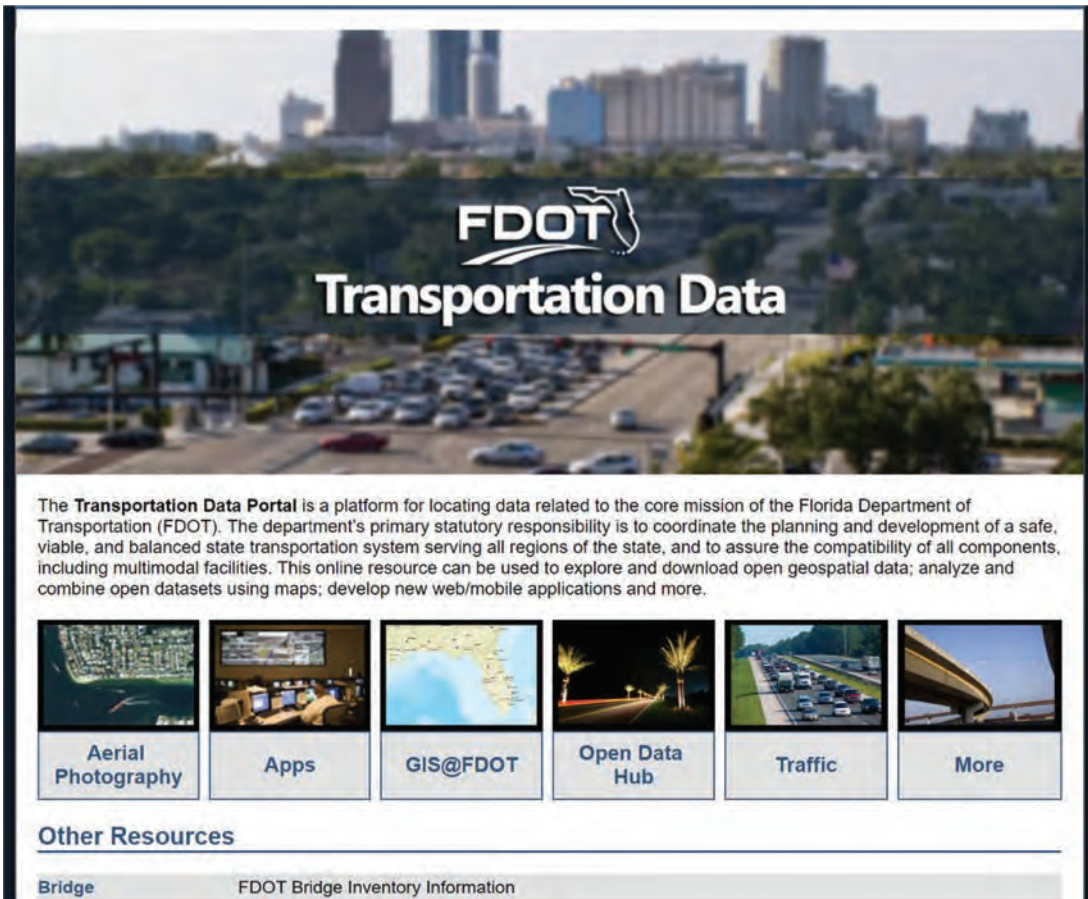 FDOT
Transportation Data
The Transportation Data Portal is a platform for locating data related to the core mission of the Florida Department of
Transportation (FDOT). The department's primary statutory responsibility is to coordinate the planning and development of a safe,
viable, and balanced state transportation system serving all regions of the state, and to assure the compatibility of all components,
including multimodal facilities. This online resource can be used to explore and download open geospatial data; analyze and
combine open datasets using maps; develop new web/mobile applications and more.
Aerial
Photography
Apps
GIS@FDOT
Open Data
Hub
Traffic
More
Other Resources
Bridge FDOT Bridge Inventory Information